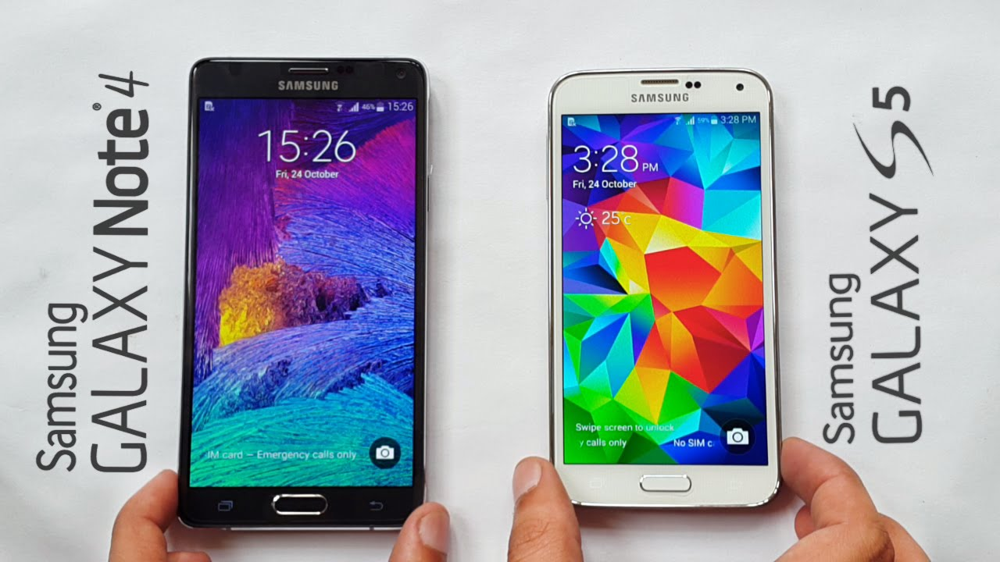 Samsung
GALAXY Note® 4
SAMSUNG
46% 15:26
15:26
Fri, 24 October
IM card – Emergency calls only
SAMSUNG
59% 3:28 PM
3:28 PM
Fri, 24 October
25 c
Swipe screen to unlock
y calls only
No SIM c
Samsung
GALAXY S5